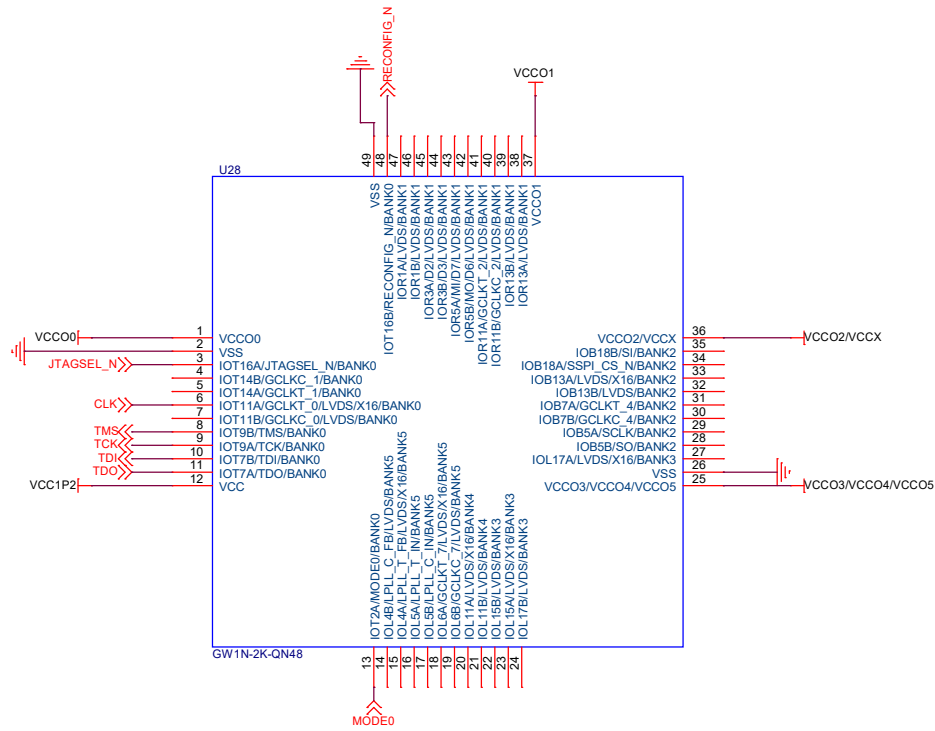 RECONFIG_N
VCCO1
49
48
47
46
45
44
43
42
41
40
39
38
37
U28
VSS
IOT16B/RECONFIG_N/BANK0
IOR1A/LVDS/BANK1
IOR1B/LVDS/BANK1
IOR3A/D2/LVDS/BANK1
IOR3B/D3/LVDS/BANK1
IOR5A/MI/D7/LVDS/BANK1
IOR5B/MO/D6/LVDS/BANK1
IOR11A/GCLKT_2/LVDS/BANK1
IOR11B/GCLKC_2/LVDS/BANK1
IOR13B/LVDS/BANK1
IOR13A/LVDS/BANK1
VCCO1
VCCO0 1 VCCO0
2 VSS
JTAGSEL_N 3 IOT16A/JTAGSEL_N/BANK0
4 IOT14B/GCLKC_1/BANK0
5 IOT14A/GCLKT_1/BANK0
CLK 6 IOT11A/GCLKT_0/LVDS/X16/BANK0
7 IOT11B/GCLKC_0/LVDS/BANK0
TMS 8 IOT9B/TMS/BANK0
TCK 9 IOT9A/TCK/BANK0
TDI 10 IOT7B/TDI/BANK0
TDO 11 IOT7A/TDO/BANK0
VCC1P2 12 VCC
VCCO2/VCCX 36 VCCO2/VCCX
IOB18B/SI/BANK2 35
IOB18A/SSPI_CS_N/BANK2 34
IOB13A/LVDS/X16/BANK2 33
IOB13B/LVDS/BANK2 32
IOB7A/GCLKT_4/BANK2 31
IOB7B/GCLKC_4/BANK2 30
IOB5A/SCLK/BANK2 29
IOB5B/SO/BANK2 28
IOL17A/LVDS/X16/BANK3 27
VSS 26
VCCO3/VCCO4/VCCO5 25 VCCO3/VCCO4/VCCO5
IOT2A/MODE0/BANK0
IOL4B/LPLL_C_FB/LVDS/BANK5
IOL4A/LPLL_T_FB/LVDS/X16/BANK5
IOL5A/LPLL_T_IN/BANK5
IOL5B/LPLL_C_IN/BANK5
IOL6A/GCLKT_7/LVDS/X16/BANK5
IOL6B/GCLKC_7/LVDS/BANK5
IOL11A/LVDS/X16/BANK4
IOL11B/LVDS/BANK4
IOL15B/LVDS/BANK3
IOL15A/LVDS/X16/BANK3
IOL17B/LVDS/BANK3
GW1N-2K-QN48
13
14
15
16
17
18
19
20
21
22
23
24
MODE0